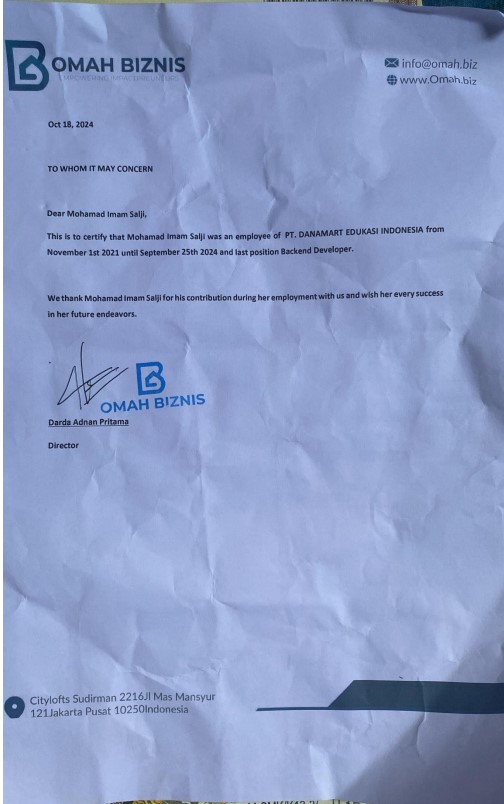 OMAH BIZNIS
info@omah.biz
www.Omah.biz
Oct 18, 2024
TO WHOM IT MAY CONCERN
Dear Mohamad Imam Salji,
This is to certify that Mohamad Imam Salji was an employee of PT. DANAMART EDUKASI INDONESIA from
November 1st 2021 until September 25th 2024 and last position Backend Developer.
We thank Mohamad Imam Salji for his contribution during her employment with us and wish her every success
in her future endeavors.
OMAH BIZNIS
Darda Adnan Pritama
Director
Citylofts Sudirman 2216Jl Mas Mansyur
121Jakarta Pusat 10250Indonesia